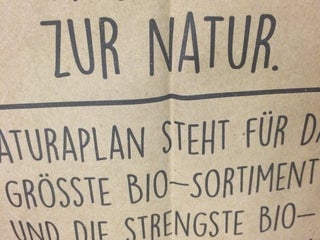 ZUR NATUR.
ATURAPLAN STEHT FÜR DA
GRÖSSTE BIO–SORTIMENT
UND DIE STRENGSTE BIO–